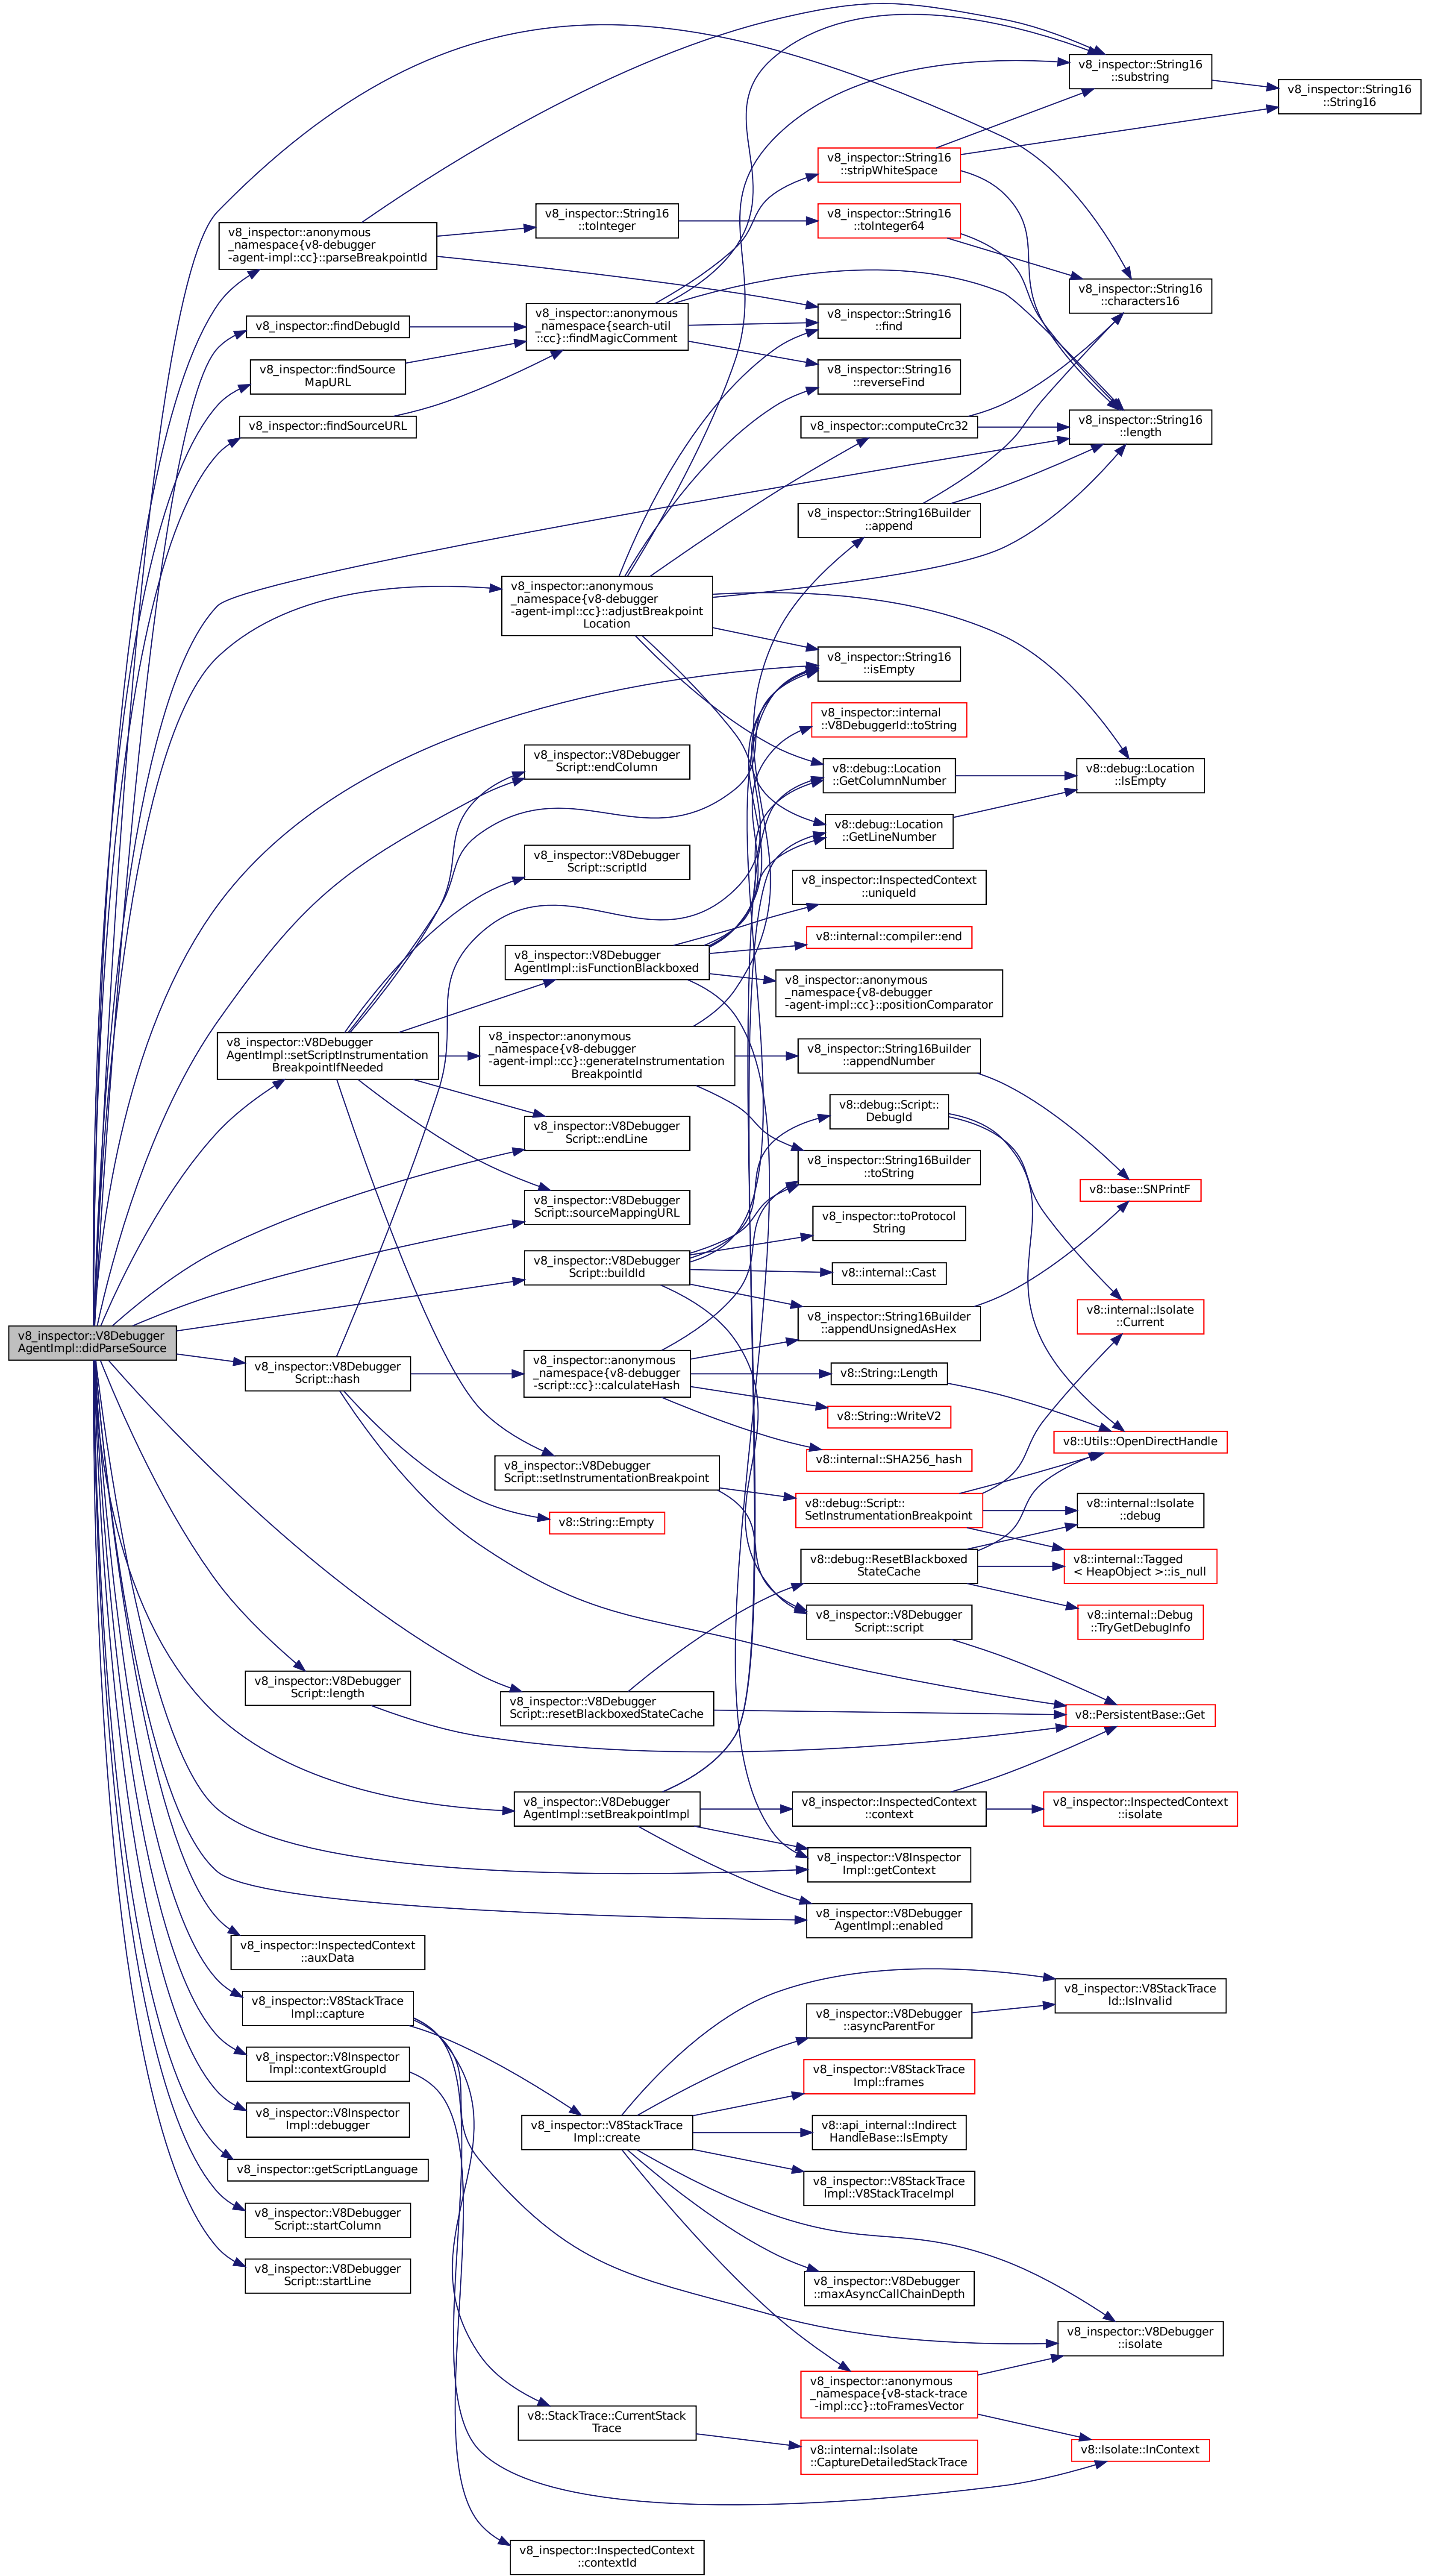 v8_inspector::V8Debugger
AgentImpl::didParseSource
v8_inspector::anonymous
_namespace{v8-debugger
-agent-impl::cc}::parseBreakpointId
v8_inspector::findDebugId
v8_inspector::findSource
MapURL
v8_inspector::findSourceURL
v8_inspector::V8Debugger
AgentImpl::setScriptInstrumentation
BreakpointIfNeeded
v8_inspector::V8Debugger
Script::hash
v8_inspector::V8Debugger
Script::length
v8_inspector::InspectedContext
::auxData
v8_inspector::V8StackTrace
Impl::capture
v8_inspector::V8Inspector
Impl::contextGroupId
v8_inspector::V8Inspector
Impl::debugger
v8_inspector::getScriptLanguage
v8_inspector::V8Debugger
Script::startColumn
v8_inspector::V8Debugger
Script::startLine
v8_inspector::String16
::toInteger
v8_inspector::anonymous
_namespace{search-util
::cc}::findMagicComment
v8_inspector::anonymous
_namespace{v8-debugger
-agent-impl::cc}::adjustBreakpoint
Location
v8_inspector::V8Debugger
Script::endColumn
v8_inspector::V8Debugger
Script::scriptId
v8_inspector::V8Debugger
AgentImpl::isFunctionBlackboxed
v8_inspector::anonymous
_namespace{v8-debugger
-agent-impl::cc}::generateInstrumentation
BreakpointId
v8_inspector::V8Debugger
Script::endLine
v8_inspector::V8Debugger
Script::sourceMappingURL
v8_inspector::V8Debugger
Script::buildId
v8_inspector::anonymous
_namespace{v8-debugger
-script::cc}::calculateHash
v8_inspector::V8Debugger
Script::setInstrumentationBreakpoint
v8::String::Empty
v8_inspector::V8Debugger
Script::resetBlackboxedStateCache
v8_inspector::V8Debugger
AgentImpl::setBreakpointImpl
v8_inspector::V8StackTrace
Impl::create
v8::StackTrace::CurrentStack
Trace
v8_inspector::InspectedContext
::contextId
v8_inspector::String16
::stripWhiteSpace
v8_inspector::String16
::toInteger64
v8_inspector::String16
::find
v8_inspector::String16
::reverseFind
v8_inspector::computeCrc32
v8_inspector::String16Builder
::append
v8_inspector::String16
::isEmpty
v8_inspector::internal
::V8DebuggerId::toString
v8::debug::Location
::GetColumnNumber
v8::debug::Location
::GetLineNumber
v8_inspector::InspectedContext
::uniqueId
v8::internal::compiler::end
v8_inspector::anonymous
_namespace{v8-debugger
-agent-impl::cc}::positionComparator
v8_inspector::String16Builder
::appendNumber
v8::debug::Script::
DebugId
v8_inspector::String16Builder
::toString
v8_inspector::toProtocol
String
v8::internal::Cast
v8_inspector::String16Builder
::appendUnsignedAsHex
v8::String::Length
v8::String::WriteV2
v8::internal::SHA256_hash
v8::debug::Script::
SetInstrumentationBreakpoint
v8::debug::ResetBlackboxed
StateCache
v8_inspector::V8Debugger
Script::script
v8_inspector::InspectedContext
::context
v8_inspector::V8Inspector
Impl::getContext
v8_inspector::V8Debugger
AgentImpl::enabled
v8_inspector::V8Debugger
::asyncParentFor
v8_inspector::V8StackTrace
Impl::frames
v8::api_internal::Indirect
HandleBase::IsEmpty
v8_inspector::V8StackTrace
Impl::V8StackTraceImpl
v8_inspector::V8Debugger
::maxAsyncCallChainDepth
v8_inspector::anonymous
_namespace{v8-stack-trace
-impl::cc}::toFramesVector
v8::internal::Isolate
::CaptureDetailedStackTrace
v8_inspector::String16
::substring
v8_inspector::String16
::characters16
v8_inspector::String16
::length
v8::debug::Location
::IsEmpty
v8::base::SNPrintF
v8::internal::Isolate
::Current
v8::Utils::OpenDirectHandle
v8::internal::Isolate
::debug
v8::internal::Tagged
< HeapObject >::is_null
v8::internal::Debug
::TryGetDebugInfo
v8::PersistentBase::Get
v8_inspector::InspectedContext
::isolate
v8_inspector::V8StackTrace
Id::IsInvalid
v8_inspector::V8Debugger
::isolate
v8::Isolate::InContext
v8_inspector::String16
::String16